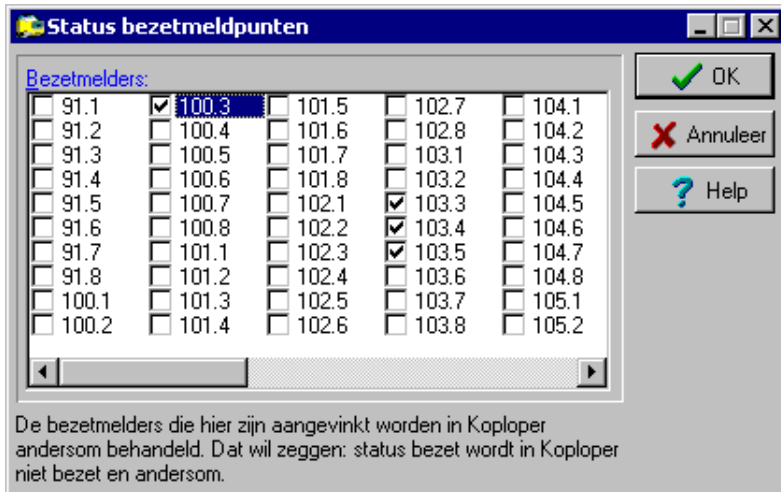 Status bezetmeldpunten
Bezetmelders:
91.1 100.3 101.5 102.7 104.1
91.2 100.4 101.6 102.8 104.2
91.3 100.5 101.7 103.1 104.3
91.4 100.6 101.8 103.2 104.4
91.5 100.7 102.1 103.3 104.5
91.6 100.8 102.2 103.4 104.6
91.7 101.1 102.3 103.5 104.7
91.8 101.2 102.4 103.6 104.8
100.1 101.3 102.5 103.7 105.1
100.2 101.4 102.6 103.8 105.2
OK
Annuleer
Help
De bezetmelders die hier zijn aangevinkt worden in Koploper
andersom behandeld. Dat wil zeggen: status bezet wordt in Koploper
niet bezet en andersom.